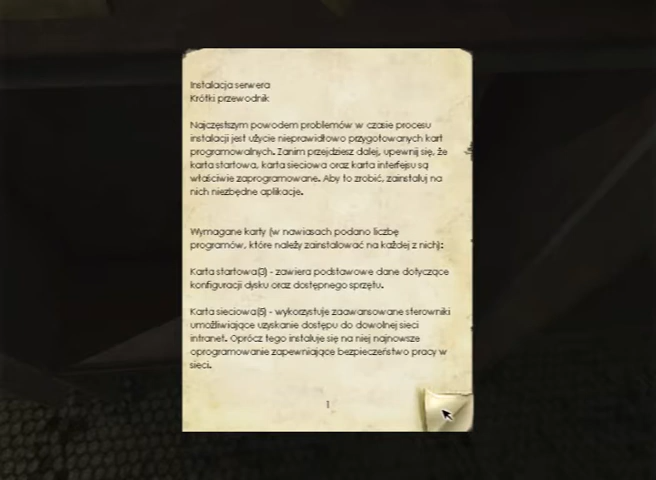 Instalacja serwera
Krótki przewodnik
Najczęstszym powodem problemów w czasie procesu
instalacji jest użycie nieprawidłowo przygotowanych kart
programowalnych. Zanim przejdziesz dalej, upewnij się, że
karta startowa, karta sieciowa oraz karta interfejsu są
właściwie zaprogramowane. Aby to zrobić, zainstaluj na
nich niezbędne aplikacje.
Wymagane karty (w nawiasach podano liczbę
programów, które należy zainstalować na każdej z nich):
Karta startowa(3) - zawiera podstawowe dane dotyczące
konfiguracji dysku oraz dostępnego sprzętu.
Karta sieciowa(5) - wykorzystuje zaawansowane sterowniki
umożliwiające uzyskanie dostępu do dowolnej sieci
intranet. Oprócz tego instaluje się na niej najnowsze
oprogramowanie zapewniające bezpieczeństwo pracy w
sieci.
1